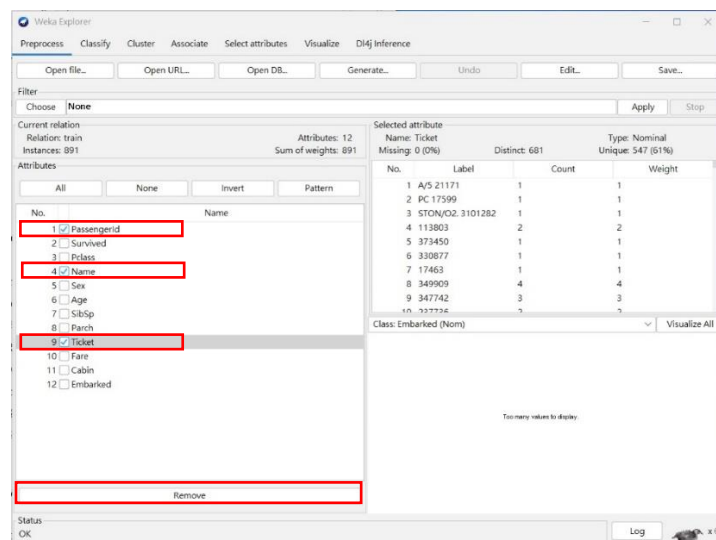 Weka Explorer
Preprocess Classify Cluster Associate Select attributes Visualize Dl4j Inference
Open file... Open URL... Open DB... Generate... Undo Edit... Save...
Filter
Choose None Apply Stop
Current relation
Relation: train Attributes: 12
Instances: 891 Sum of weights: 891
Attributes
All None Invert Pattern
No. Name
1 PassengerId
2 Survived
3 Pclass
4 Name
5 Sex
6 Age
7 SibSp
8 Parch
9 Ticket
10 Fare
11 Cabin
12 Embarked
Remove
Selected attribute
Name: Ticket Type: Nominal
Missing: 0 (0%) Distinct: 681 Unique: 547 (61%)
No. Label Count Weight
1 A/5 21171 1 1
2 PC 17599 1 1
3 STON/O2. 3101282 1 1
4 113803 2 2
5 373450 1 1
6 330877 1 1
7 17463 1 1
8 349909 4 4
9 347742 3 3
10 237736 2 2
Class: Embarked (Nom) Visualize All
Too many values to display.
Status
OK Log x